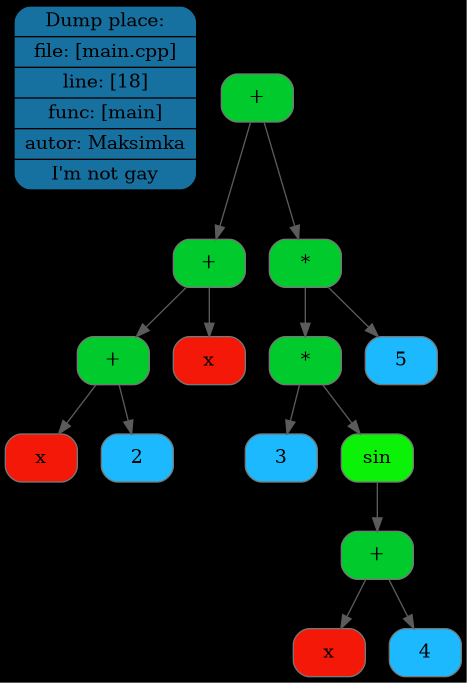 Dump place:
file: [main.cpp]
line: [18]
func: [main]
autor: Maksimka
I'm not gay
+
+
*
+
x
*
5
x
2
3
sin
+
x
4